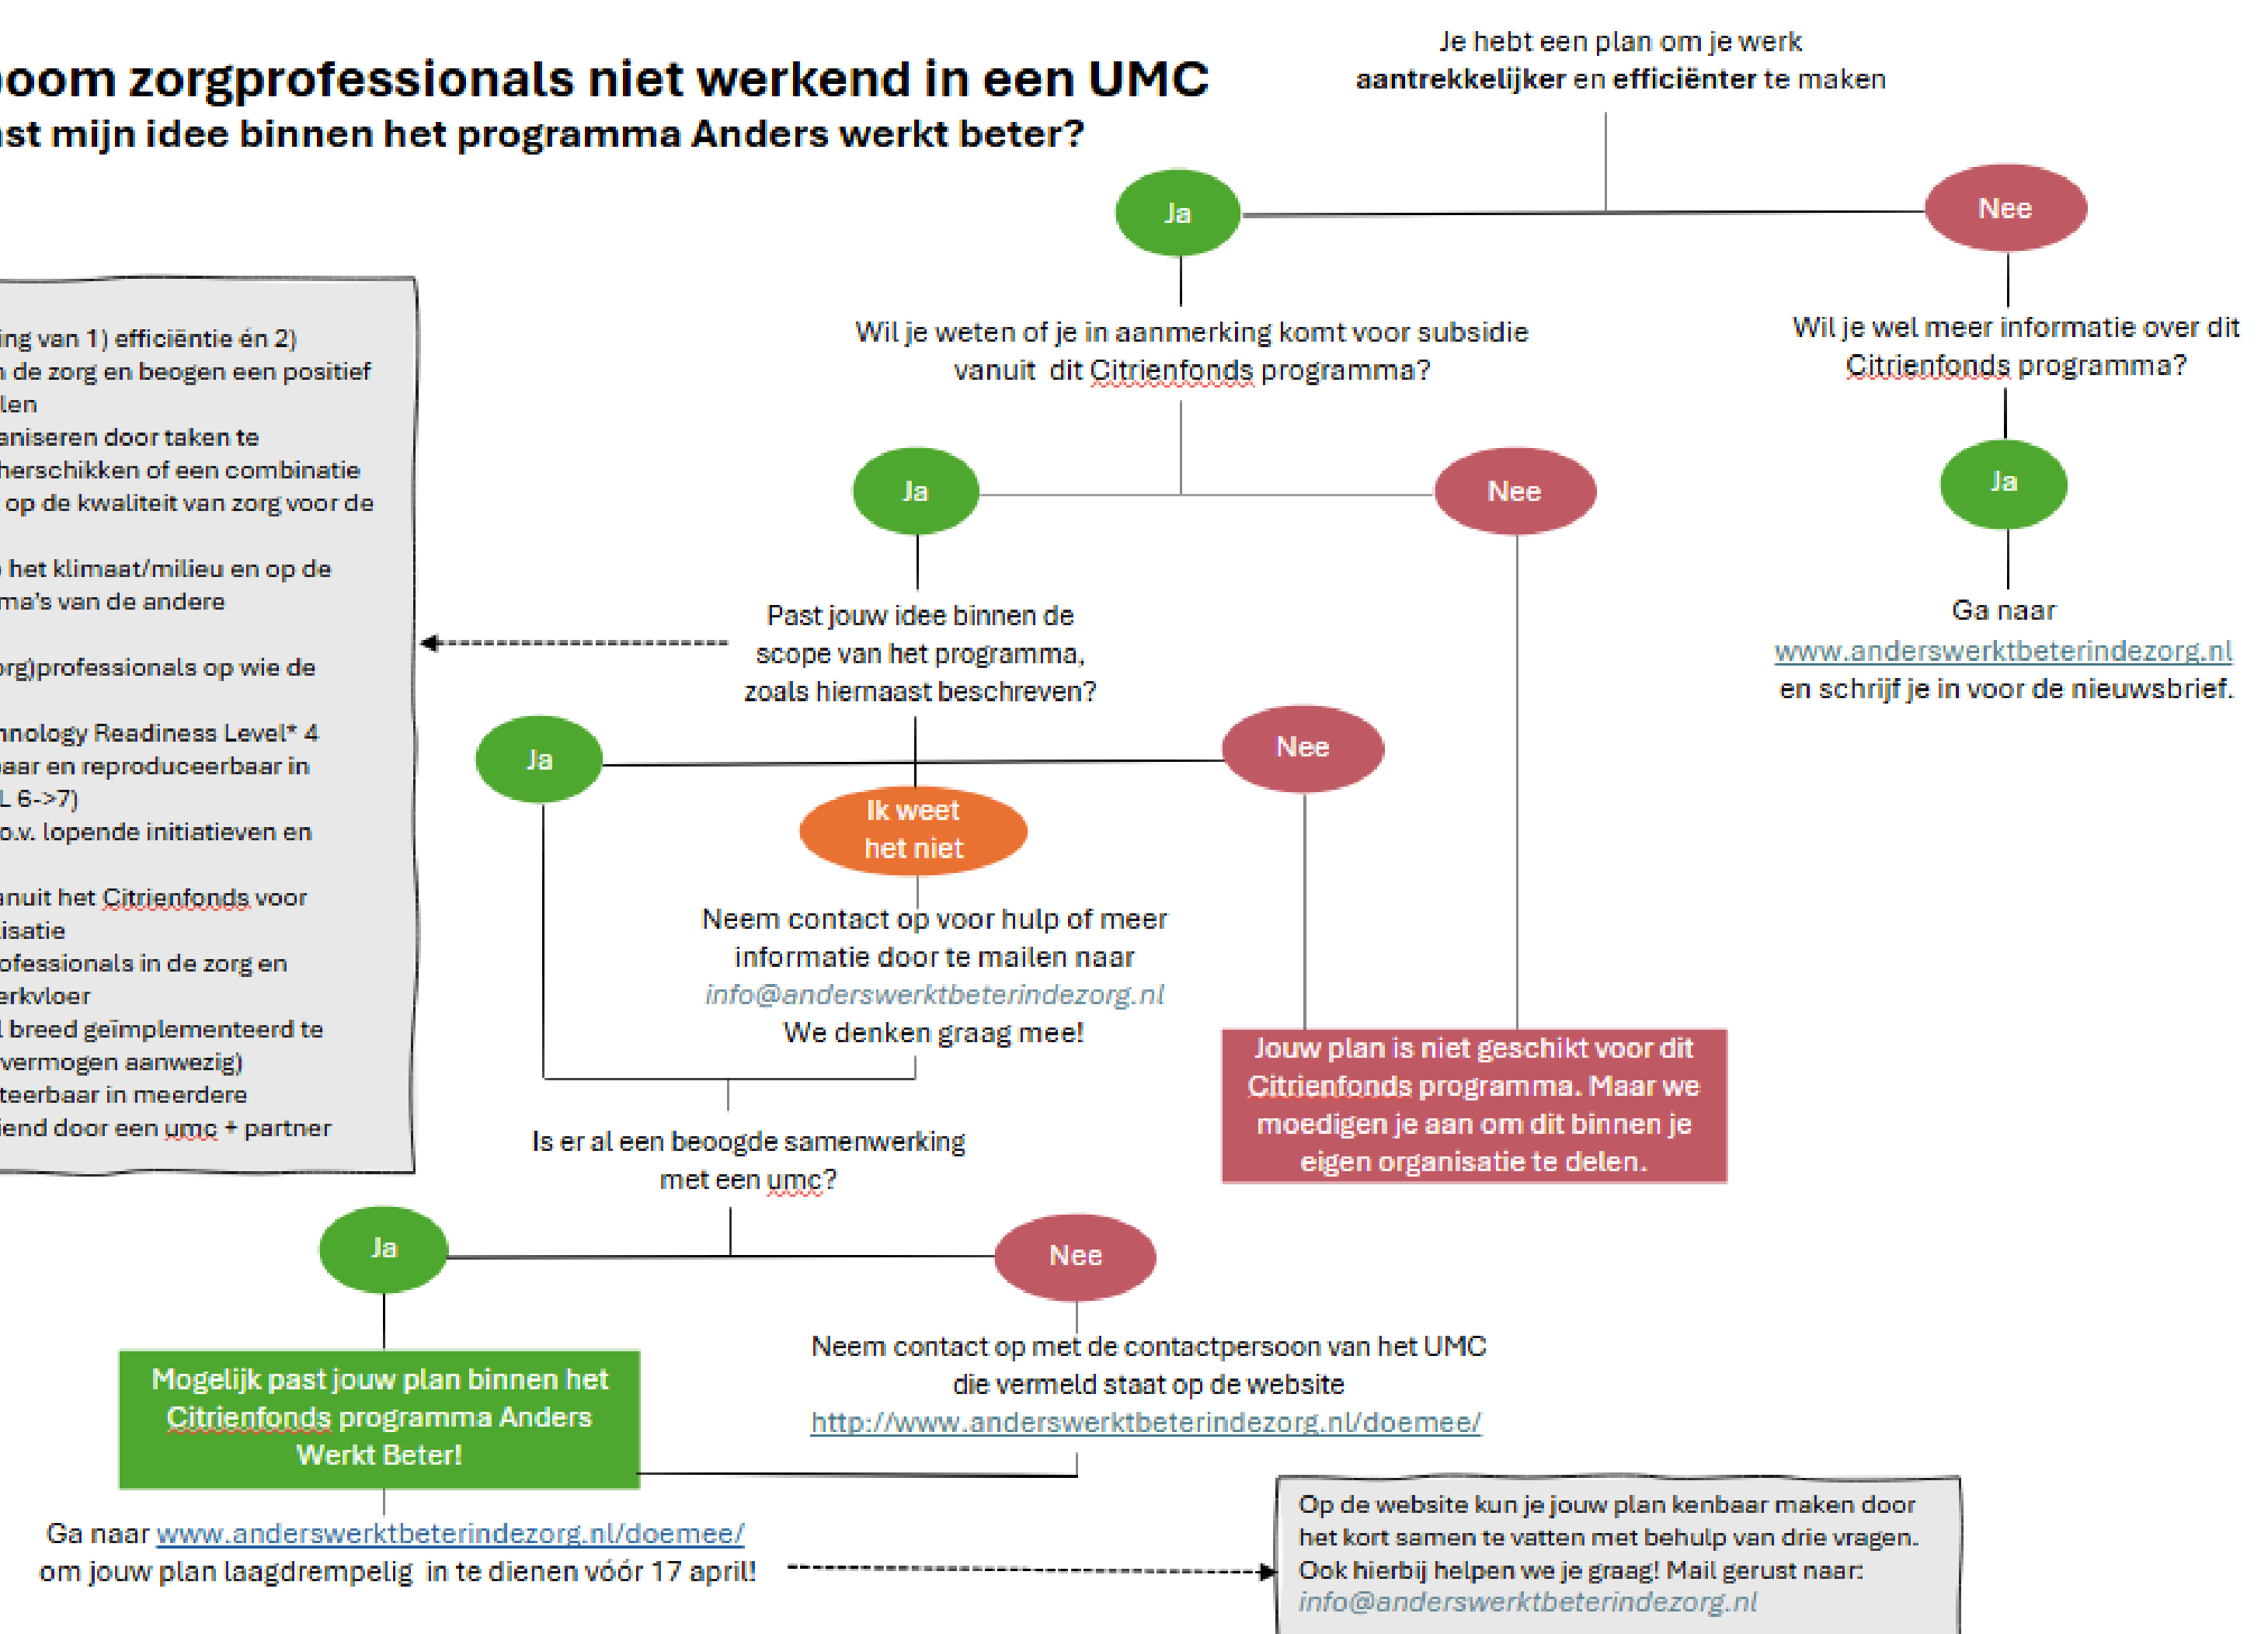 boom zorgprofessionals niet werkend in een UMC
ast mijn idee binnen het programma Anders werkt beter?
Je hebt een plan om je werk
aantrekkelijker en efficiënter te maken
Ja
Nee
Wil je weten of je in aanmerking komt voor subsidie
vanuit dit Citrienfonds programma?
Wil je wel meer informatie over dit
Citrienfonds programma?
Ja
Nee
Ja
Ga naar
www.anderswerktbeterindezorg.nl
en schrijf je in voor de nieuwsbrief.
ing van 1) efficiëntie én 2)
n de zorg en beogen een positief
len
aniseren door taken te
herschikken of een combinatie
r op de kwaliteit van zorg voor de
o het klimaat/milieu en op de
ma's van de andere
org)professionals op wie de
hnology Readiness Level* 4
baar en reproduceerbaar in
L 6->7)
o.v. lopende initiatieven en
anuit het Citrienfonds voor
lisatie
ofessionals in de zorg en
erkvloer
l breed geïmplementeerd te
vermogen aanwezig)
teerbaar in meerdere
iend door een umc + partner
Past jouw idee binnen de
scope van het programma,
zoals hiernaast beschreven?
Ja
Nee
Ik weet
het niet
Neem contact op voor hulp of meer
informatie door te mailen naar
info@anderswerktbeterindezorg.nl
We denken graag mee!
Jouw plan is niet geschikt voor dit
Citrienfonds programma. Maar we
moedigen je aan om dit binnen je
eigen organisatie te delen.
Is er al een beoogde samenwerking
met een umc?
Ja
Nee
Mogelijk past jouw plan binnen het
Citrienfonds programma Anders
Werkt Beter!
Neem contact op met de contactpersoon van het UMC
die vermeld staat op de website
http://www.anderswerktbeterindezorg.nl/doemee/
Ga naar www.anderswerktbeterindezorg.nl/doemee/
om jouw plan laagdrempelig in te dienen vóór 17 april!
Op de website kun je jouw plan kenbaar maken door
het kort samen te vatten met behulp van drie vragen.
Ook hierbij helpen we je graag! Mail gerust naar:
info@anderswerktbeterindezorg.nl